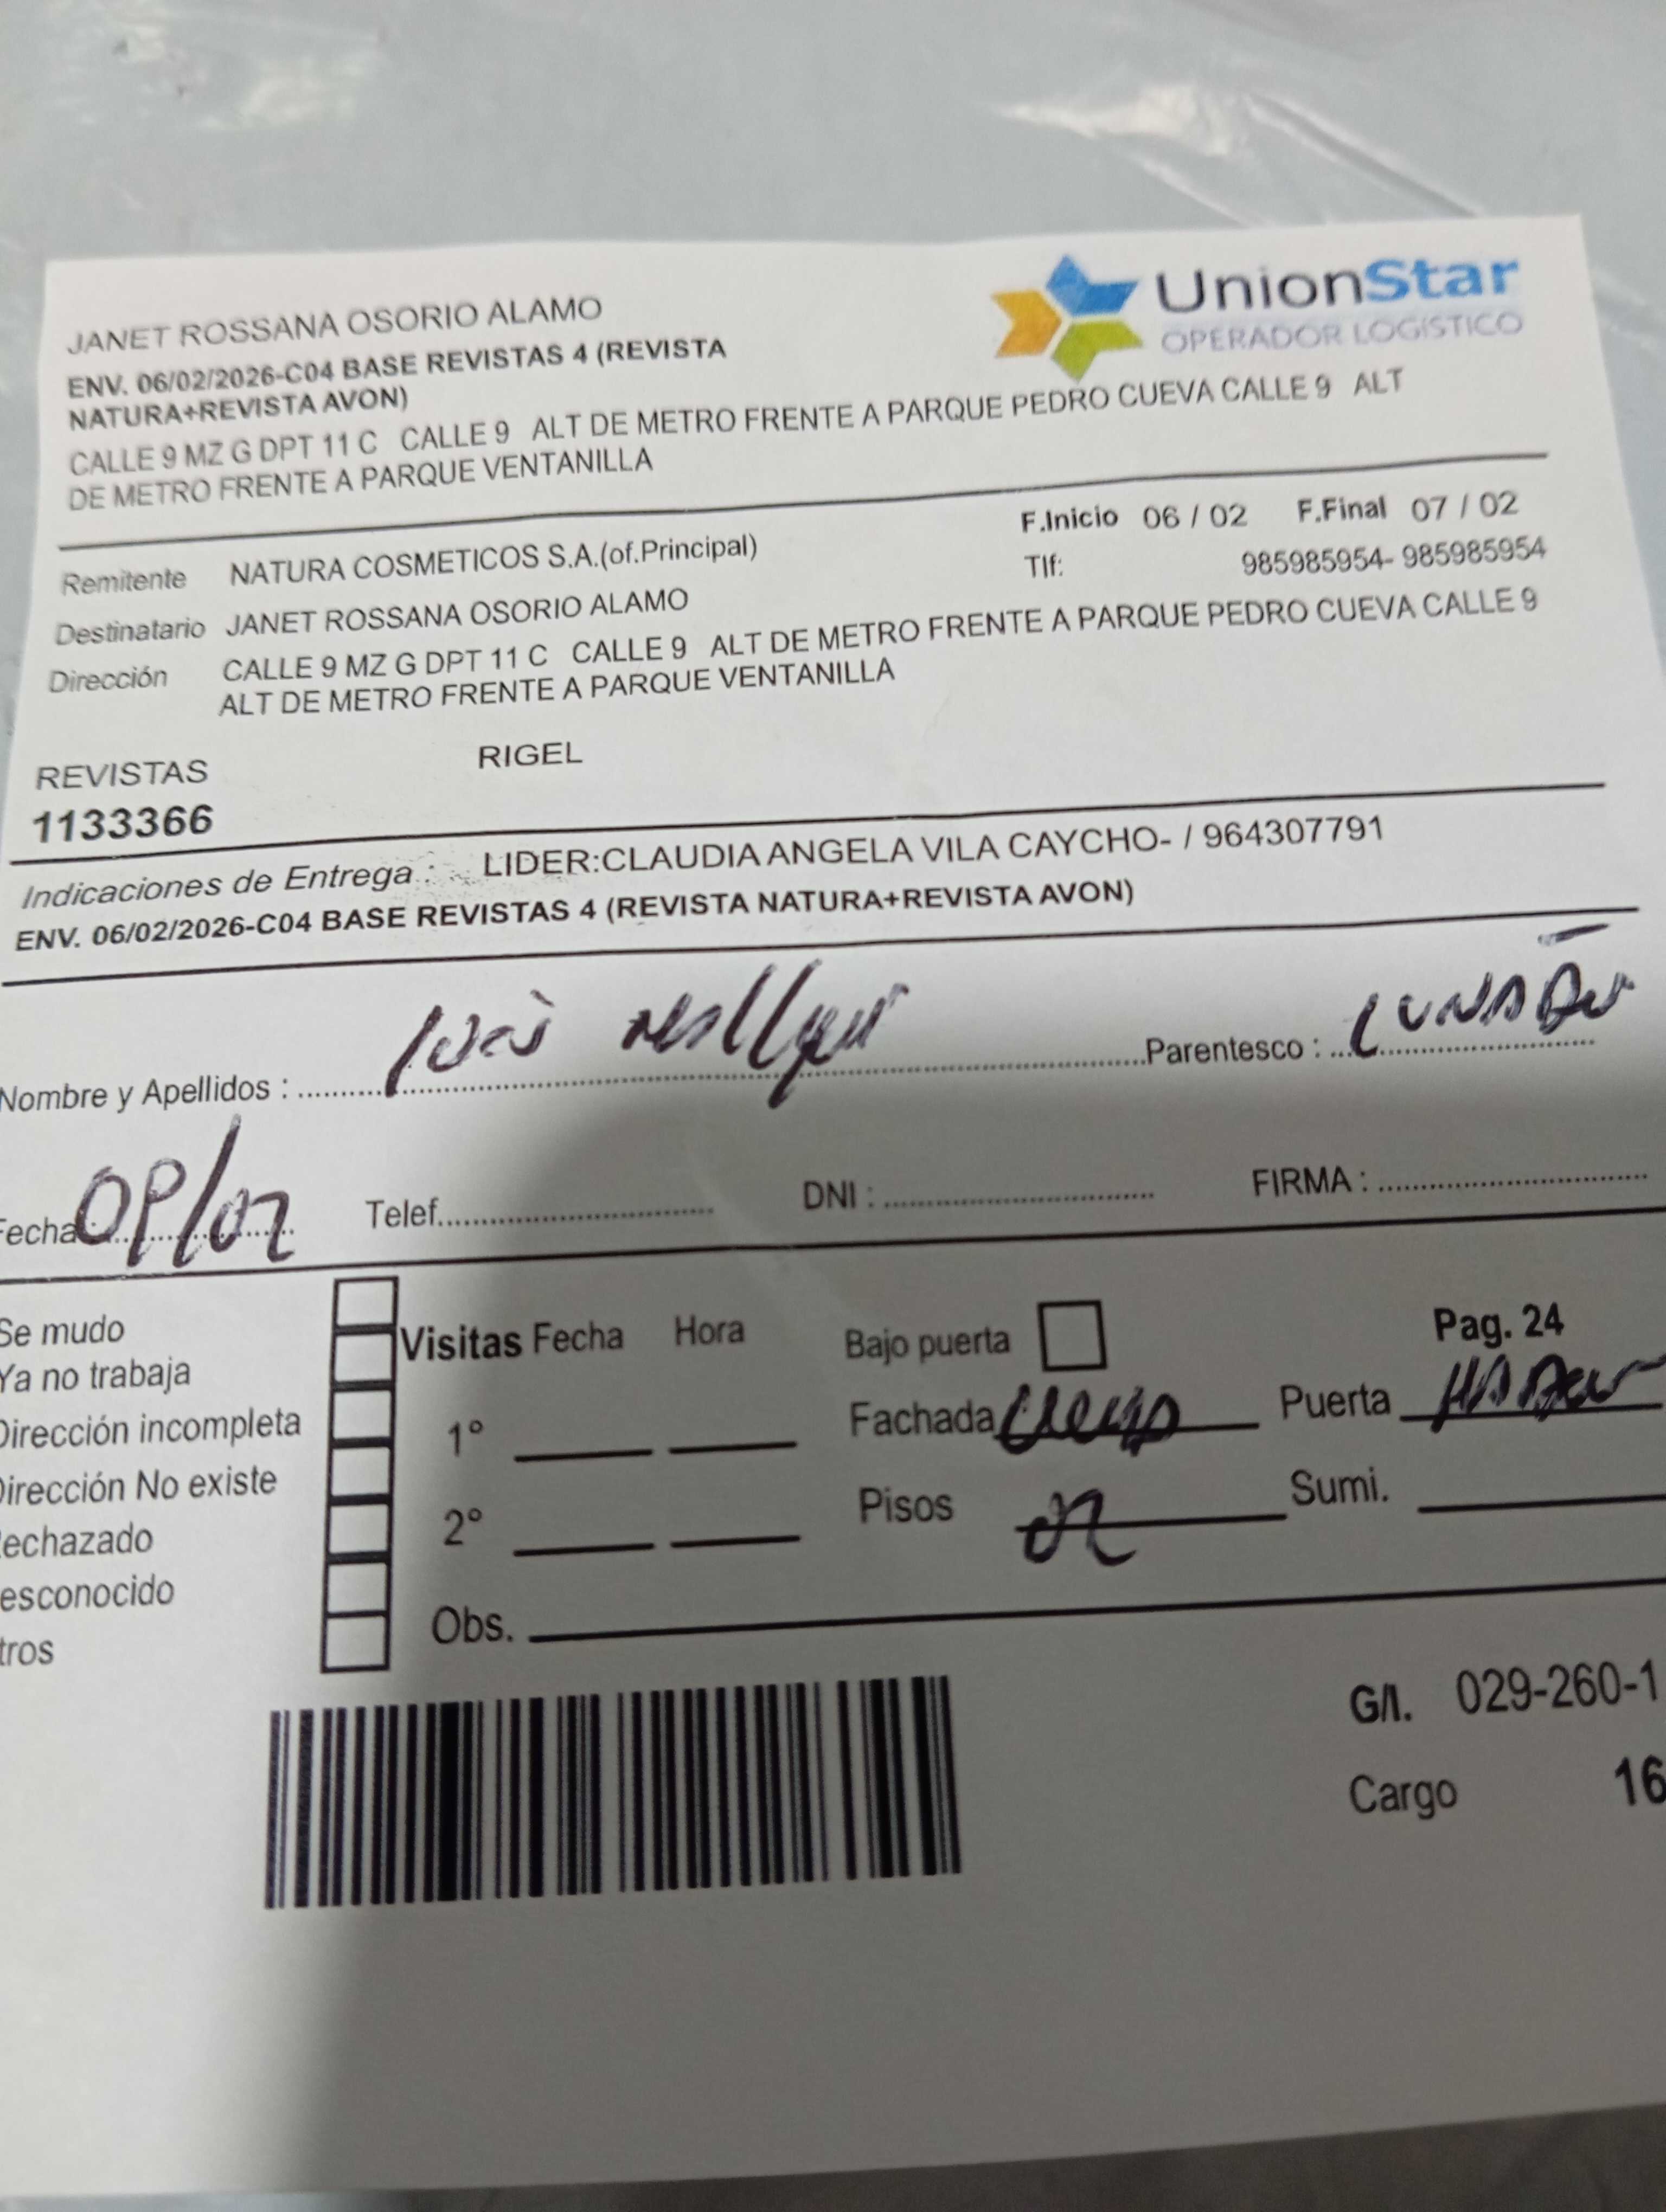 UnionStar
OPERADOR LOGÍSTICO
JANET ROSSANA OSORIO ALAMO
ENV. 06/02/2026-C04 BASE REVISTAS 4 (REVISTA
NATURA+REVISTA AVON)
CALLE 9 MZ G DPT 11 C CALLE 9 ALT DE METRO FRENTE A PARQUE PEDRO CUEVA CALLE 9 ALT
DE METRO FRENTE A PARQUE VENTANILLA
F.Inicio 06 / 02 F.Final 07 / 02
Remitente NATURA COSMETICOS S.A.(of.Principal)
Tlf: 985985954- 985985954
Destinatario JANET ROSSANA OSORIO ALAMO
Dirección CALLE 9 MZ G DPT 11 C CALLE 9 ALT DE METRO FRENTE A PARQUE PEDRO CUEVA CALLE 9
ALT DE METRO FRENTE A PARQUE VENTANILLA
REVISTAS RIGEL
1133366
Indicaciones de Entrega : LIDER:CLAUDIA ANGELA VILA CAYCHO- / 964307791
ENV. 06/02/2026-C04 BASE REVISTAS 4 (REVISTA NATURA+REVISTA AVON)
Nombre y Apellidos : Parentesco :
echa Telef. DNI : FIRMA :
Se mudo
Ya no trabaja
Dirección incompleta
Dirección No existe
echazado
esconocido
tros
Visitas Fecha Hora
1°
2°
Obs.
Bajo puerta
Pag. 24
Fachada Puerta
Pisos Sumi.
G/I. 029-260-1
Cargo 16